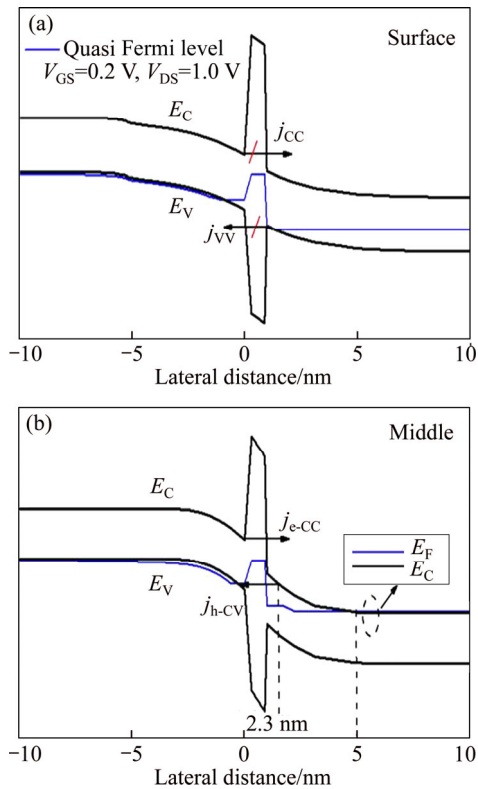 (a)
Surface
Quasi Fermi level
V_GS=0.2 V, V_DS=1.0 V
E_C
j_CC
E_V
j_VV
−10 −5 0 5 10
Lateral distance/nm
(b)
Middle
E_C
j_e-CC
E_F
E_C
E_V
j_h-CV
2.3 nm
−10 −5 0 5 10
Lateral distance/nm